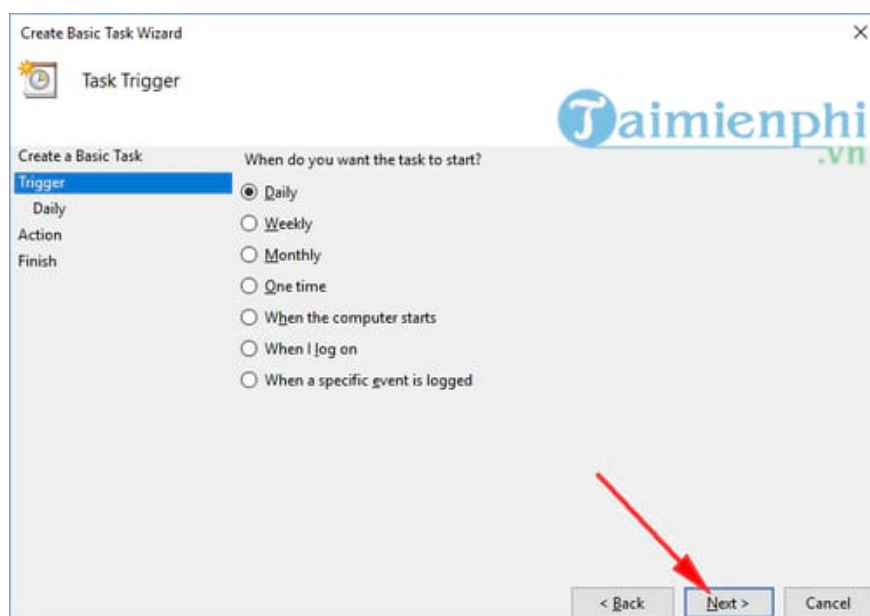 Create Basic Task Wizard
Task Trigger
Taimienphi
.vn
Create a Basic Task
Trigger
Daily
Action
Finish
When do you want the task to start?
Daily
Weekly
Monthly
One time
When the computer starts
When I log on
When a specific event is logged
< Back Next > Cancel